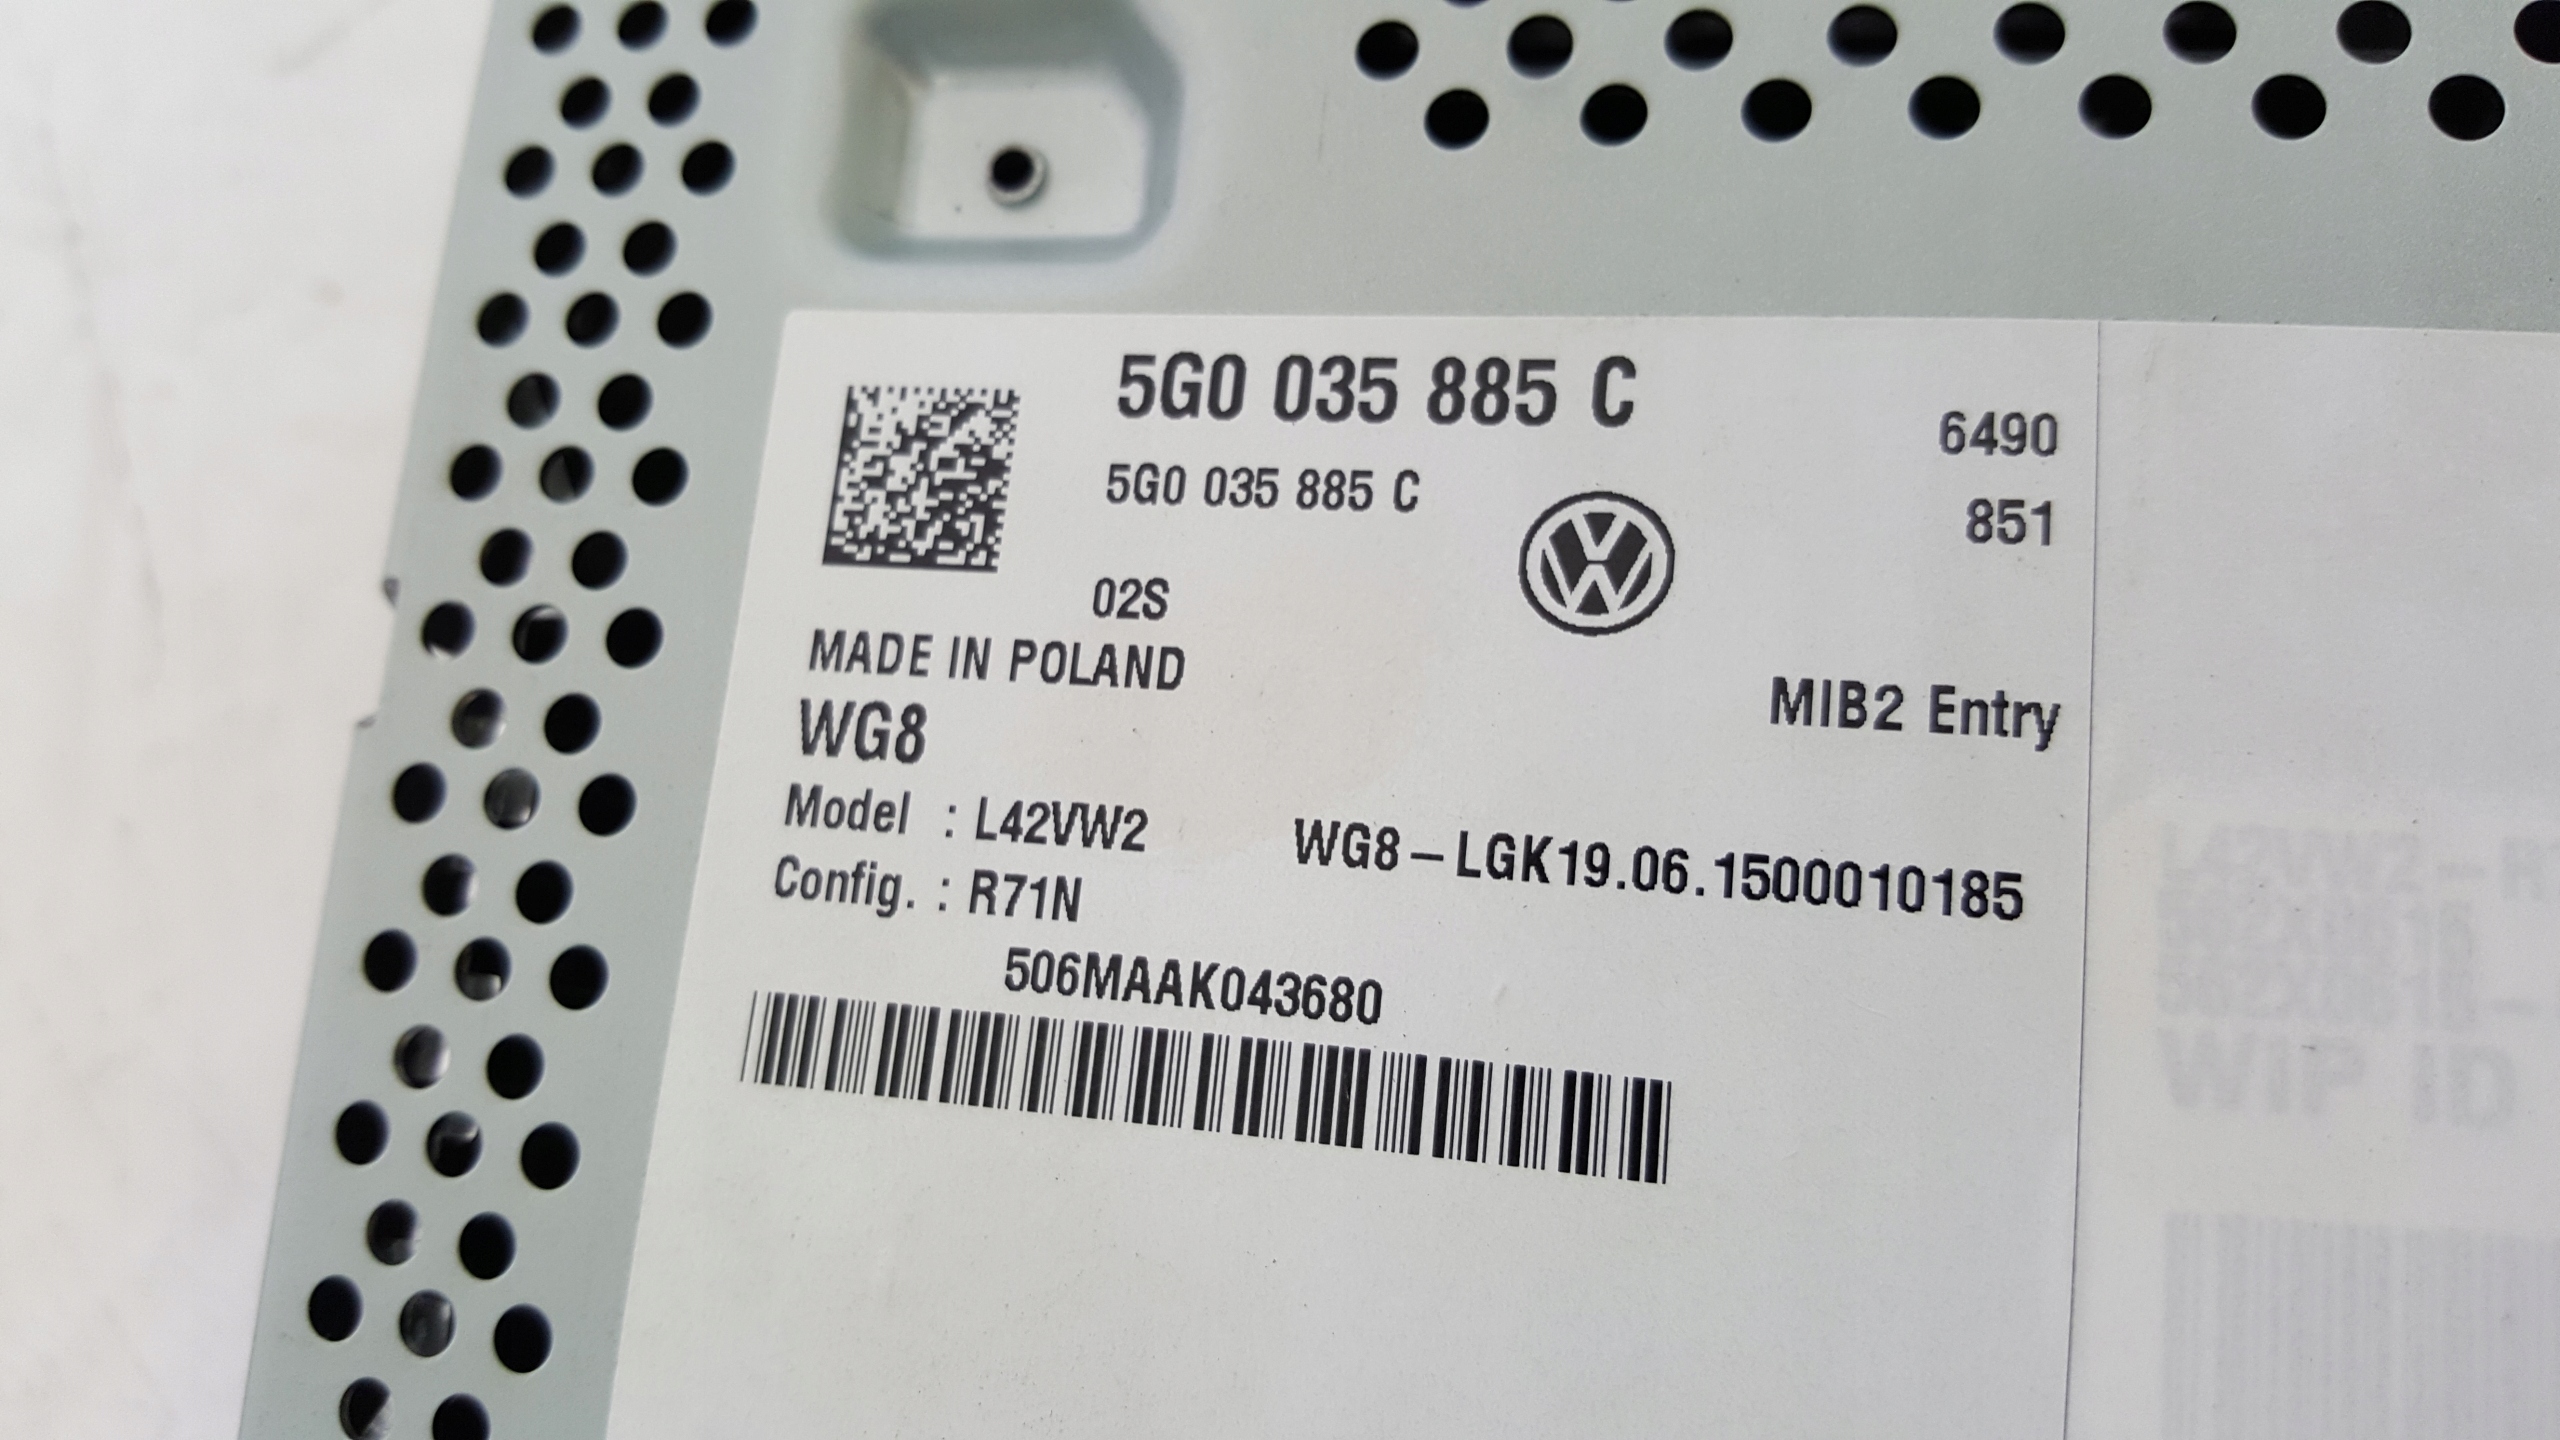 5G0 035 885 C
6490
5G0 035 885 C
851
02S
MADE IN POLAND
WG8
MIB2 Entry
Model : L42VW2
WG8-LGK19.06.1500010185
Config. : R71N
506MAAK043680